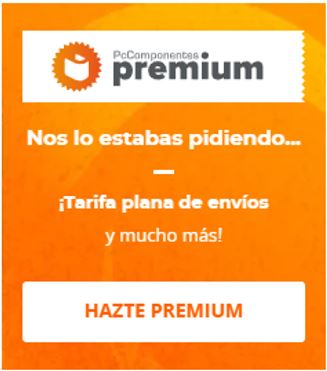 PcComponentes
premium
Nos lo estabas pidiendo...
¡Tarifa plana de envíos
y mucho más!
HAZTE PREMIUM